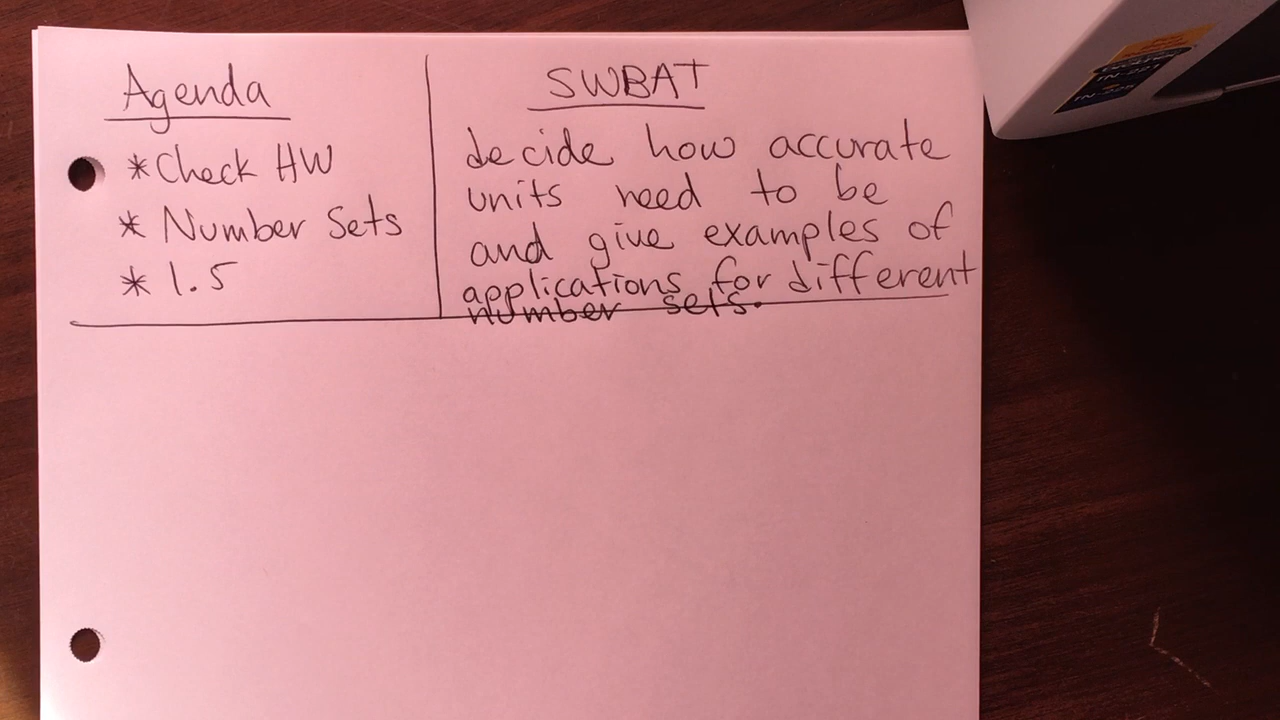 Agenda
*Check HW
* Number Sets
* 1.5
SWBAT
decide how accurate
units need to be
and give examples of
applications for different
number sets.